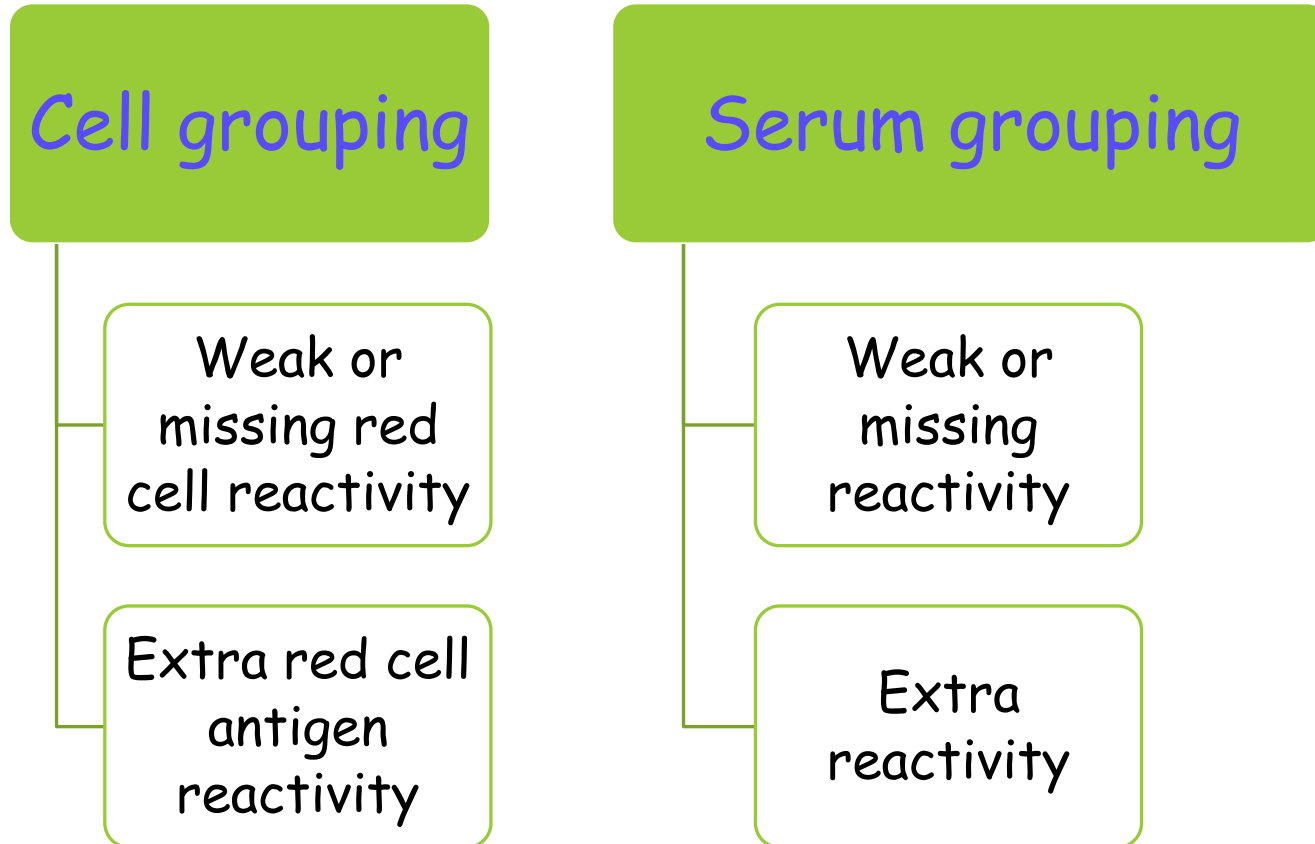 Cell grouping
Weak or
missing red
cell reactivity
Extra red cell
antigen
reactivity
Serum grouping
Weak or
missing
reactivity
Extra
reactivity